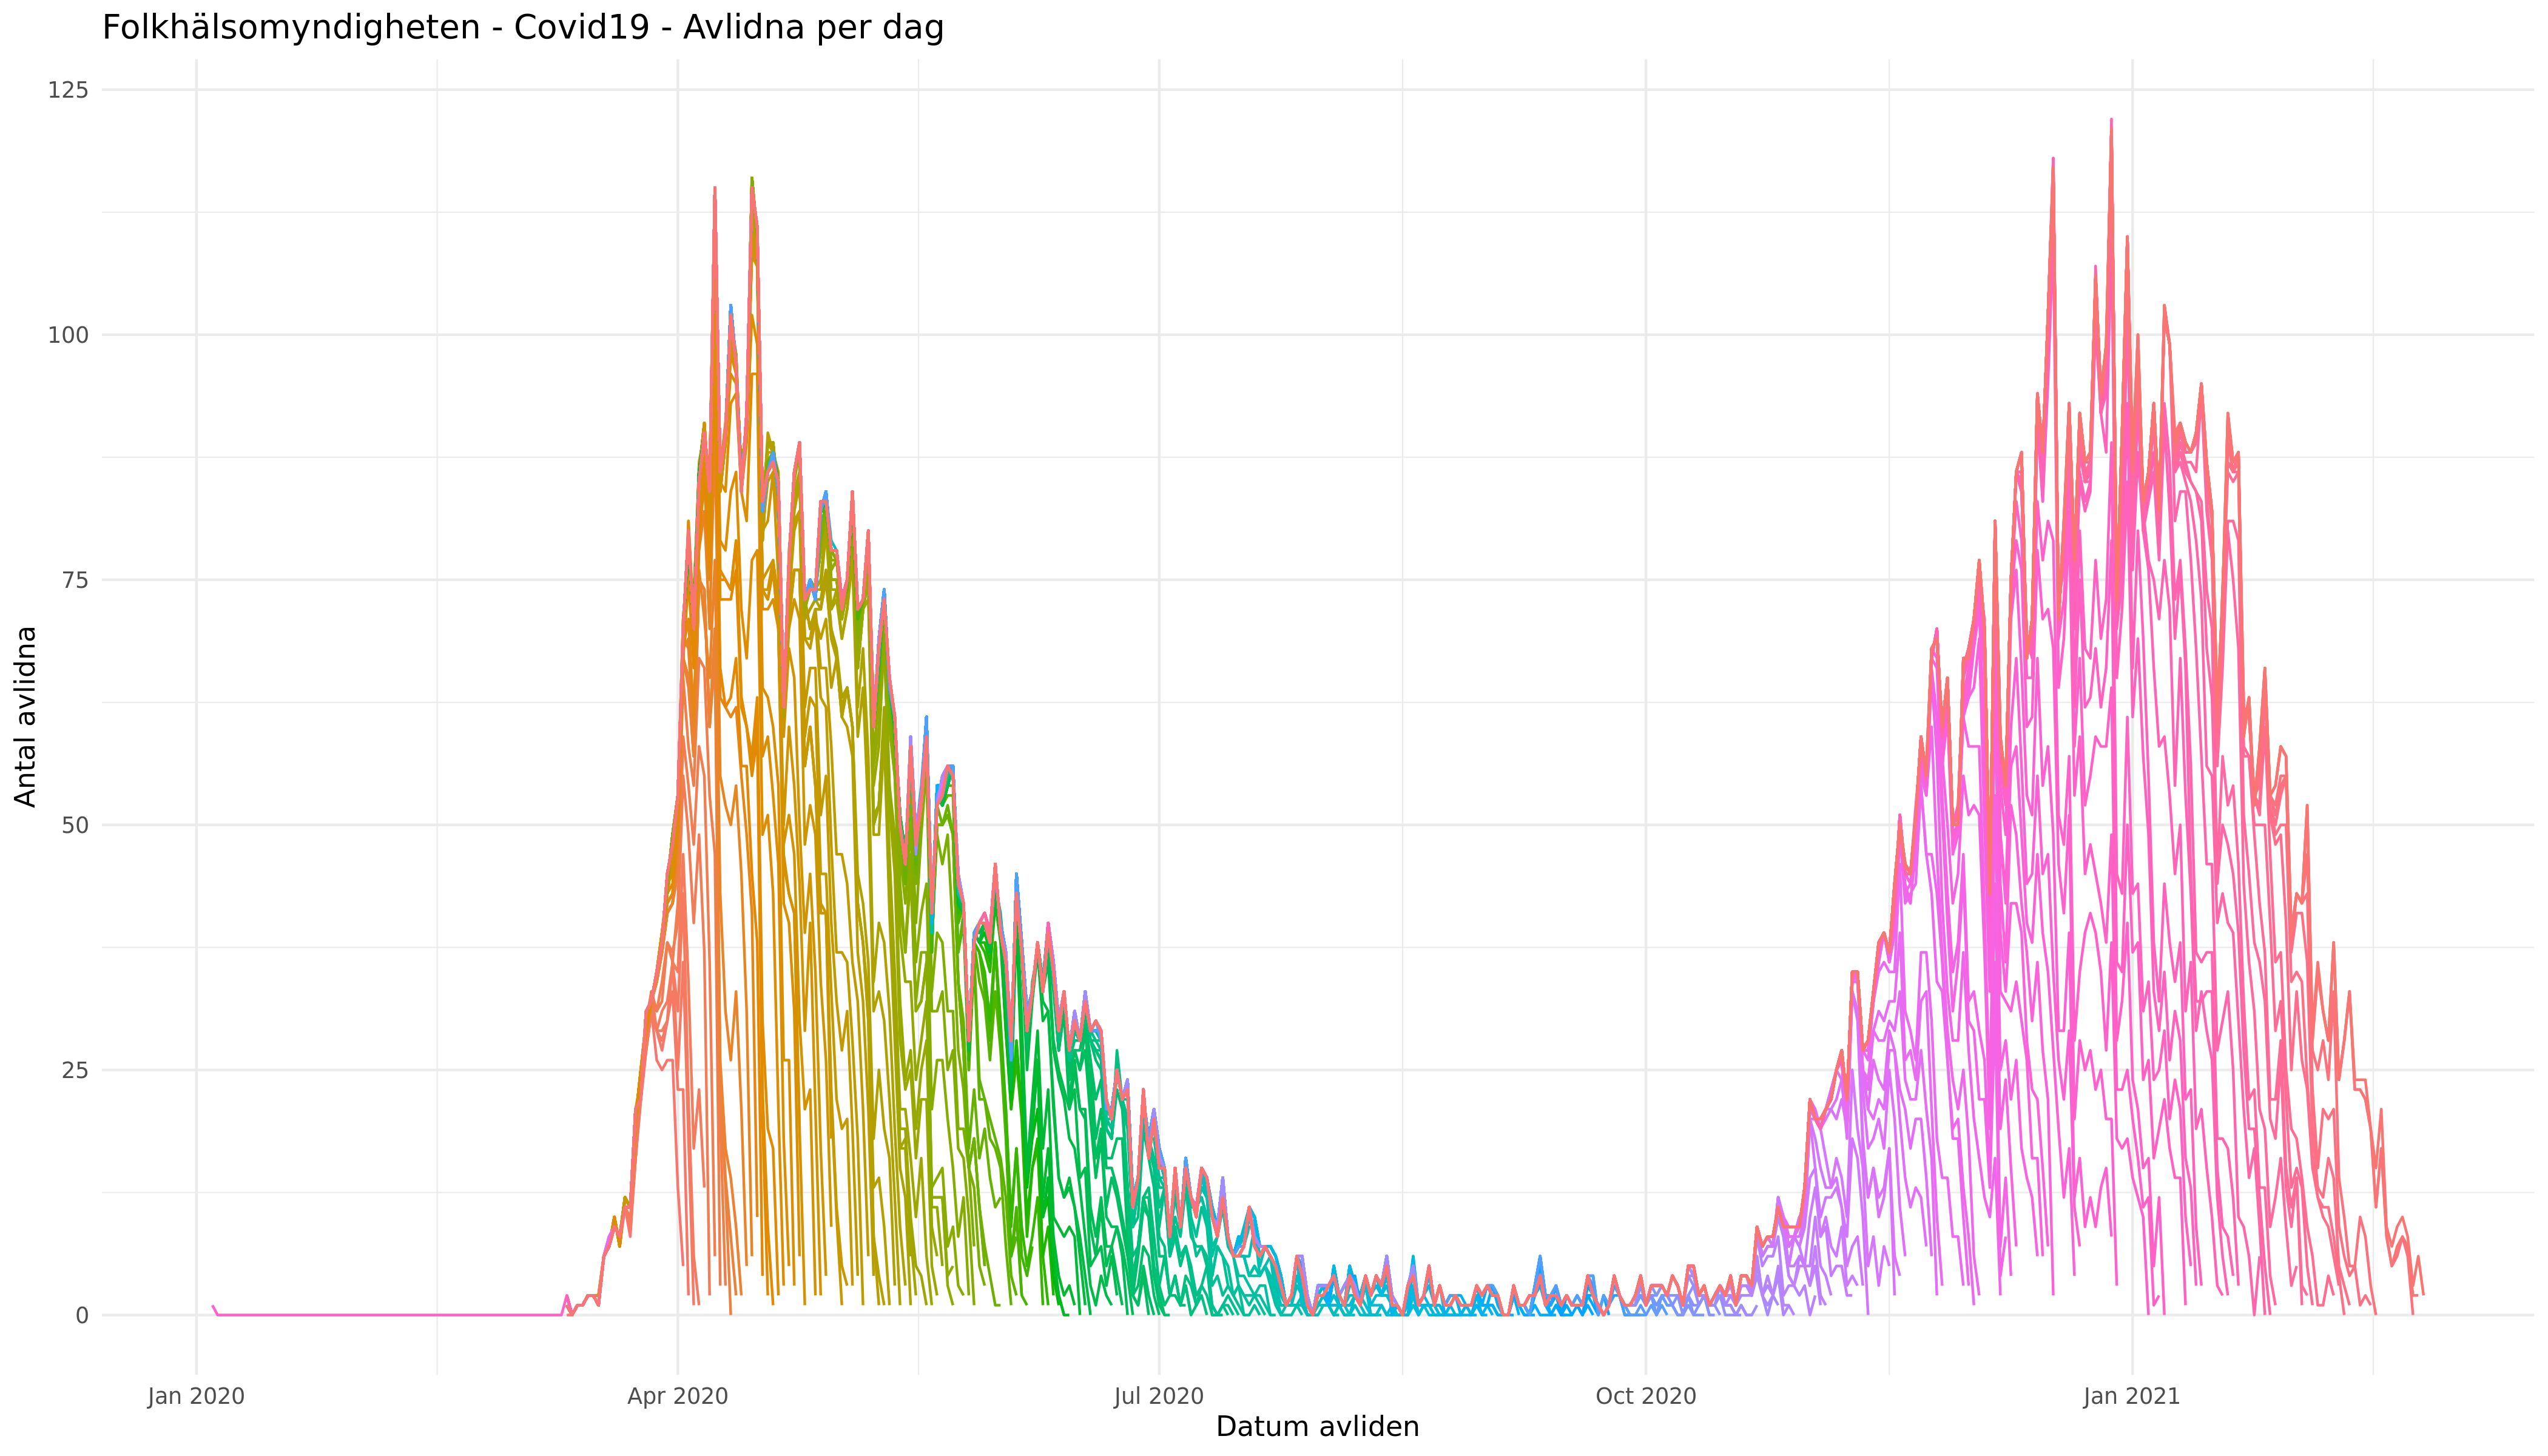 Folkhälsomyndigheten - Covid19 - Avlidna per dag
125
100
75
50
25
0
Antal avlidna
Jan 2020
Apr 2020
Jul 2020
Oct 2020
Jan 2021
Datum avliden